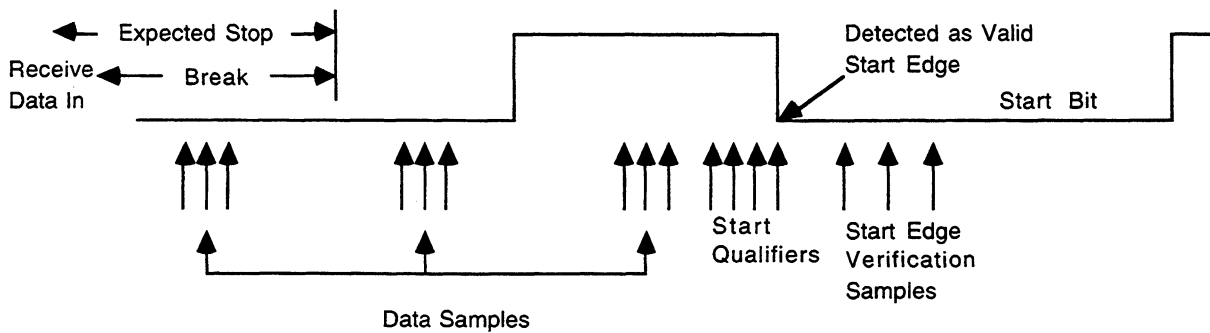 Expected Stop
Receive
Data In
Break
Detected as Valid
Start Edge
Start Bit
Start
Qualifiers
Start Edge
Verification
Samples
Data Samples